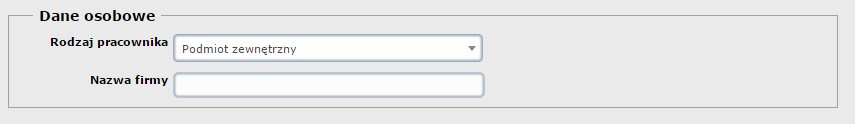 Dane osobowe
Rodzaj pracownika Podmiot zewnętrzny
Nazwa firmy